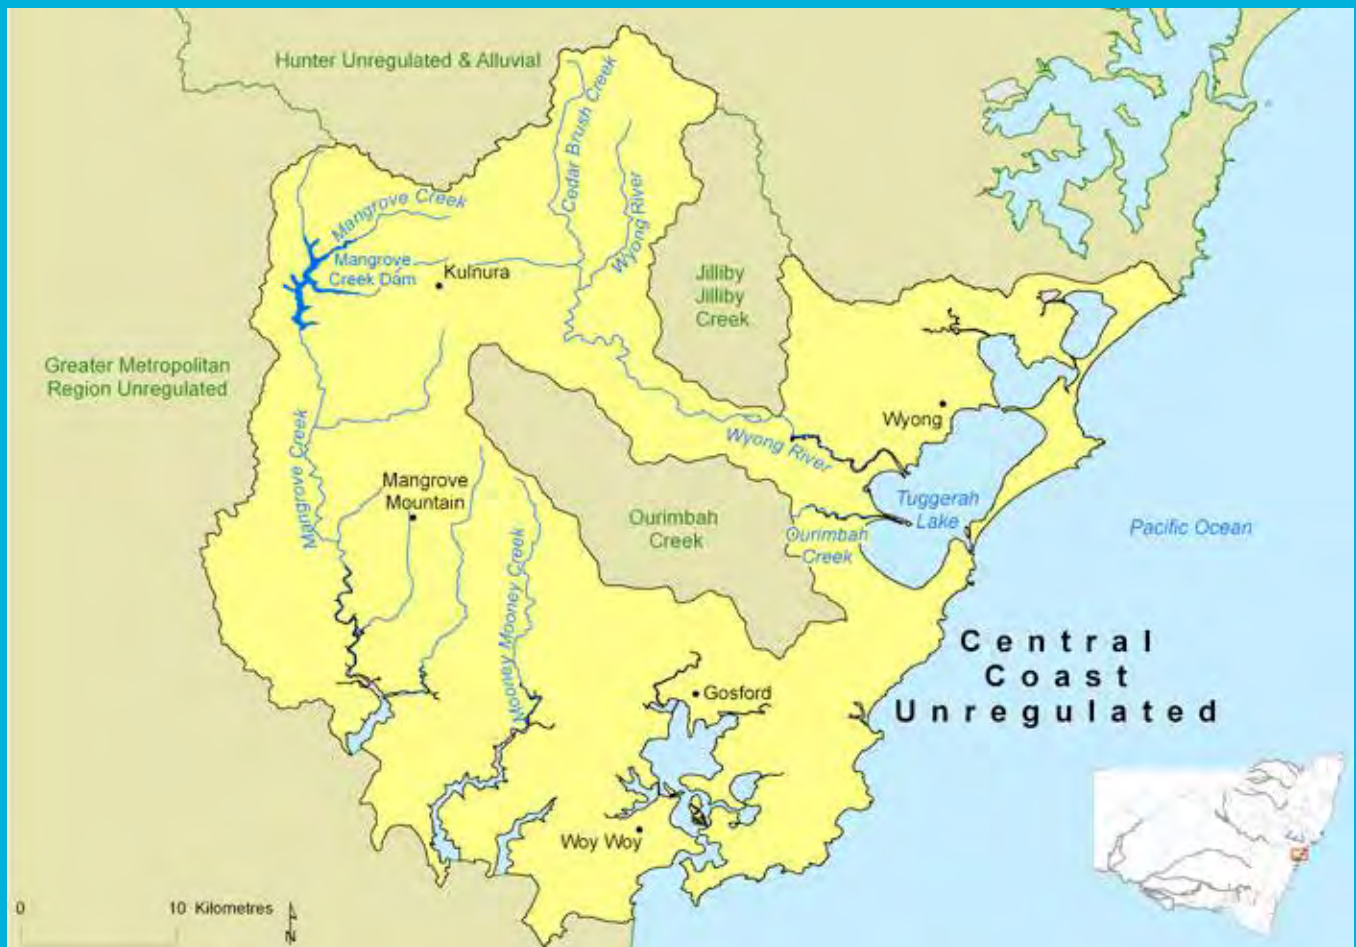 Hunter Unregulated & Alluvial
Cedar Brush Creek
Mangrove Creek
Wyong River
Mangrove
Creek Dam
Kulnura
Jilliby
Jilliby
Creek
Greater Metropolitan
Region Unregulated
Wyong
Wyong River
Mangrove Creek
Mangrove
Mountain
Tuggerah
Lake
Ourimbah
Creek
Ourimbah
Creek
Pacific Ocean
Mooney Mooney Creek
Central
Coast
Unregulated
Gosford
Woy Woy
0
10 Kilometres
N